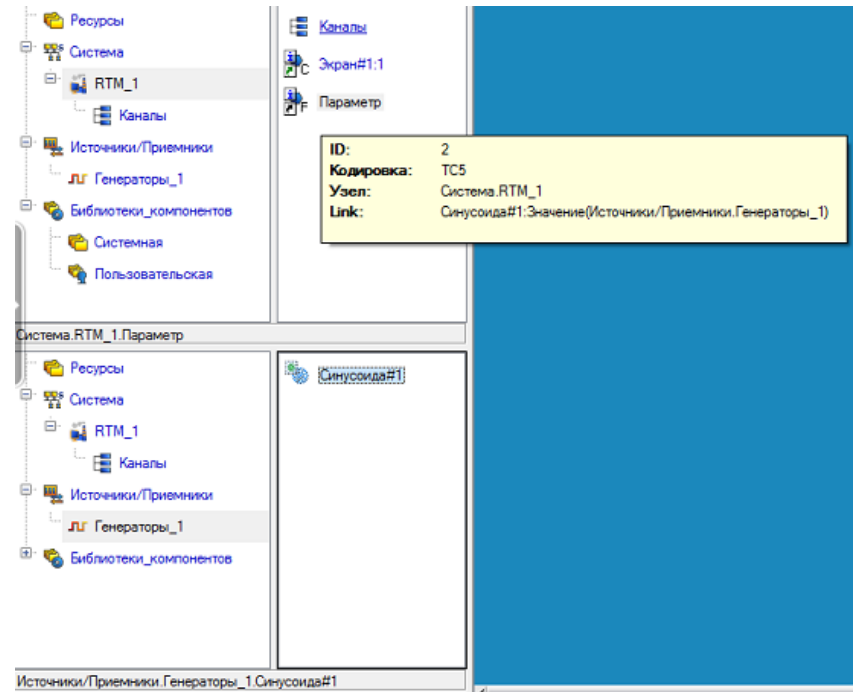 Ресурсы
Система
RTM_1
Каналы
Источники/Приемники
Генераторы_1
Библиотеки_компонентов
Системная
Пользовательская
Каналы
Экран#1:1
Параметр
ID: 2
Кодировка: TC5
Узел: Система.RTM_1
Link: Синусоида#1:Значение(Источники/Приемники.Генераторы_1)
Система.RTM_1.Параметр
Ресурсы
Система
RTM_1
Каналы
Источники/Приемники
Генераторы_1
Библиотеки_компонентов
Синусоида#1
Источники/Приемники.Генераторы_1.Синусоида#1